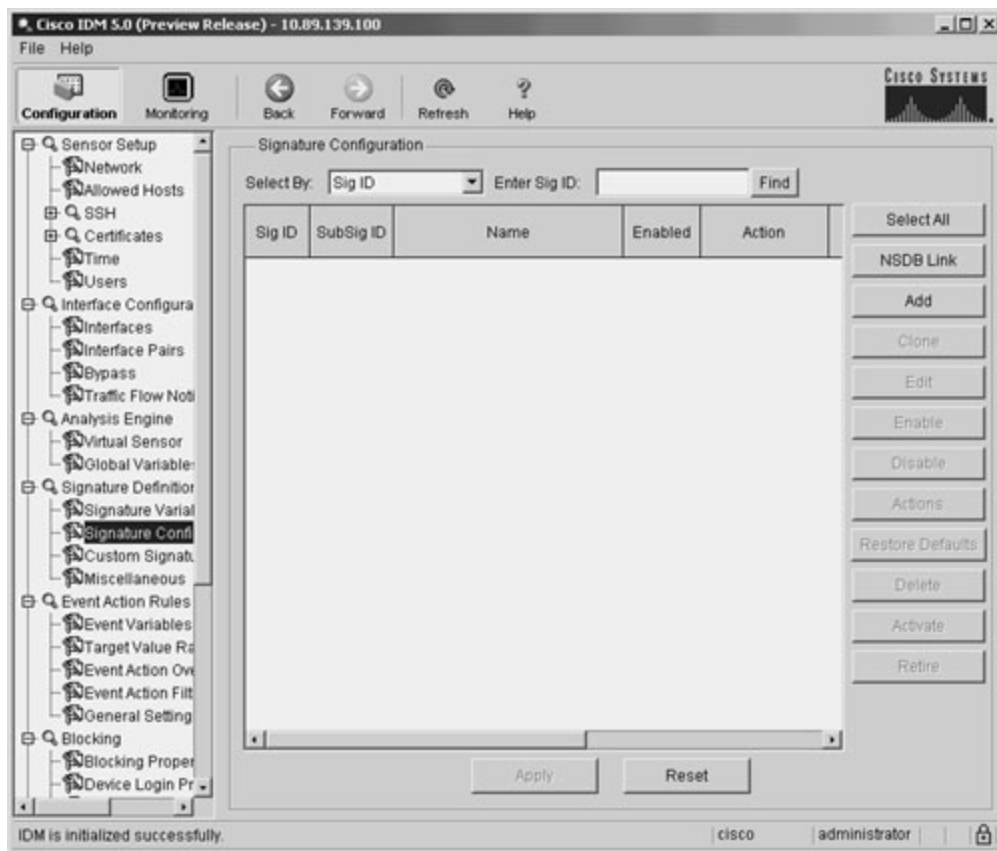 Cisco IDM 5.0 (Preview Release) - 10.89.139.100
File Help
Configuration Monitoring Back Forward Refresh Help
CISCO SYSTEMS
Sensor Setup
Network
Allowed Hosts
SSH
Certificates
Time
Users
Interface Configura
Interfaces
Interface Pairs
Bypass
Traffic Flow Noti
Analysis Engine
Virtual Sensor
Global Variable
Signature Definition
Signature Varial
Signature Confi
Custom Signatu
Miscellaneous
Event Action Rules
Event Variables
Target Value Ra
Event Action Ove
Event Action Filt
General Setting
Blocking
Blocking Proper
Device Login Pr
Signature Configuration
Select By: Sig ID Enter Sig ID: Find
Sig ID SubSig ID Name Enabled Action
Select All
NSDB Link
Add
Clone
Edit
Enable
Disable
Actions
Restore Defaults
Delete
Activate
Retire
Apply Reset
IDM is initialized successfully. cisco administrator